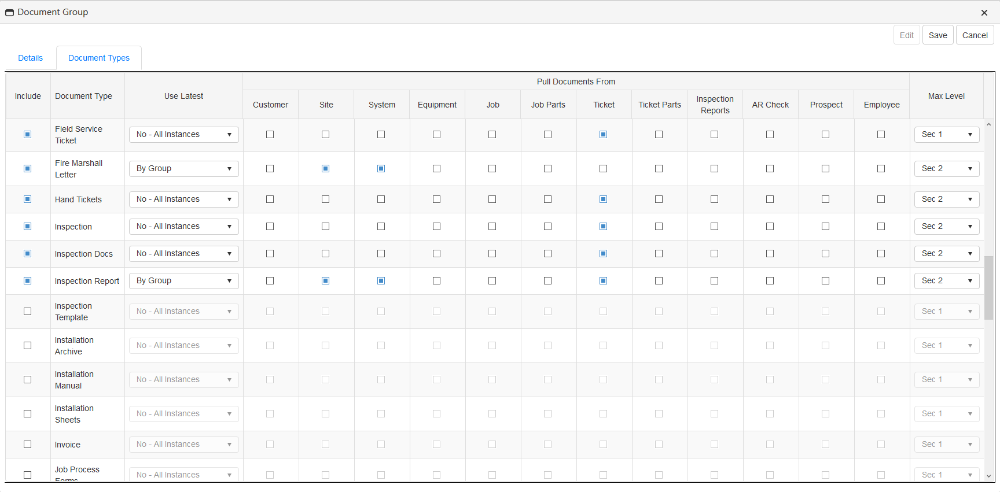 Document Group
Edit Save Cancel
Details Document Types
Pull Documents From
Include Document Type Use Latest Max Level
Customer Site System Equipment Job Job Parts Ticket Ticket Parts Inspection Reports AR Check Prospect Employee
Field Service Ticket No - All Instances Sec 1
Fire Marshall Letter By Group Sec 2
Hand Tickets No - All Instances Sec 2
Inspection No - All Instances Sec 2
Inspection Docs No - All Instances Sec 2
Inspection Report By Group Sec 2
Inspection Template No - All Instances Sec 1
Installation Archive No - All Instances Sec 1
Installation Manual No - All Instances Sec 1
Installation Sheets No - All Instances Sec 1
Invoice No - All Instances Sec 1
Job Process Forms No - All Instances Sec 1